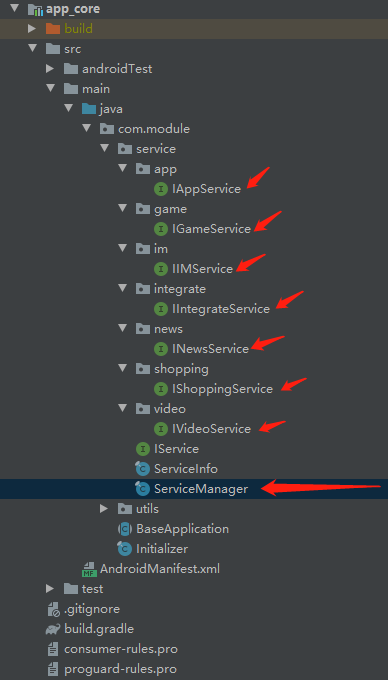 app_core
build
src
androidTest
main
java
com.module
service
app
IAppService
game
IGameService
im
IIMService
integrate
IIntegrateService
news
INewsService
shopping
IShoppingService
video
IVideoService
IService
ServiceInfo
ServiceManager
utils
BaseApplication
Initializer
AndroidManifest.xml
test
.gitignore
build.gradle
consumer-rules.pro
proguard-rules.pro